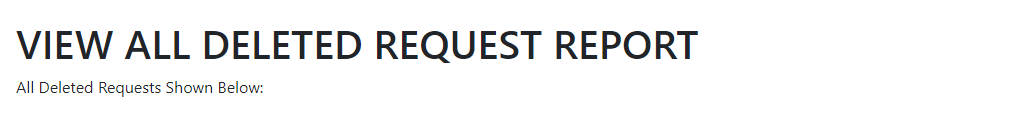 VIEW ALL DELETED REQUEST REPORT
All Deleted Requests Shown Below: